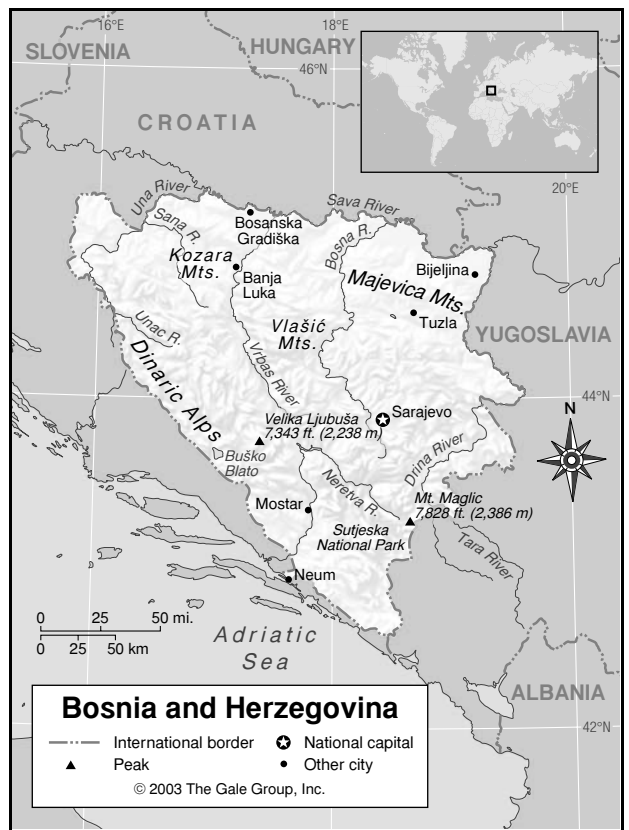 16°E
18°E
SLOVENIA
HUNGARY
46°N
CROATIA
20°E
Una River
Sava River
Sana R.
Bosanska
Gradiška
Bosna R.
Kozara
Mts.
Banja
Luka
Bijeljina
Majevica Mts.
Tuzla
Vlašić
Mts.
YUGOSLAVIA
Unac R.
Dinaric Alps
Vrbas River
44°N
Sarajevo
N
Velika Ljubuša
7,343 ft. (2,238 m)
Buško
Blato
Drina River
Neretva R.
Mostar
Mt. Maglic
7,828 ft. (2,386 m)
Sutjeska
National Park
Tara River
Neum
0 25 50 mi.
0 25 50 km
Adriatic
Sea
ALBANIA
42°N
Bosnia and Herzegovina
International border
National capital
Peak
Other city
© 2003 The Gale Group, Inc.